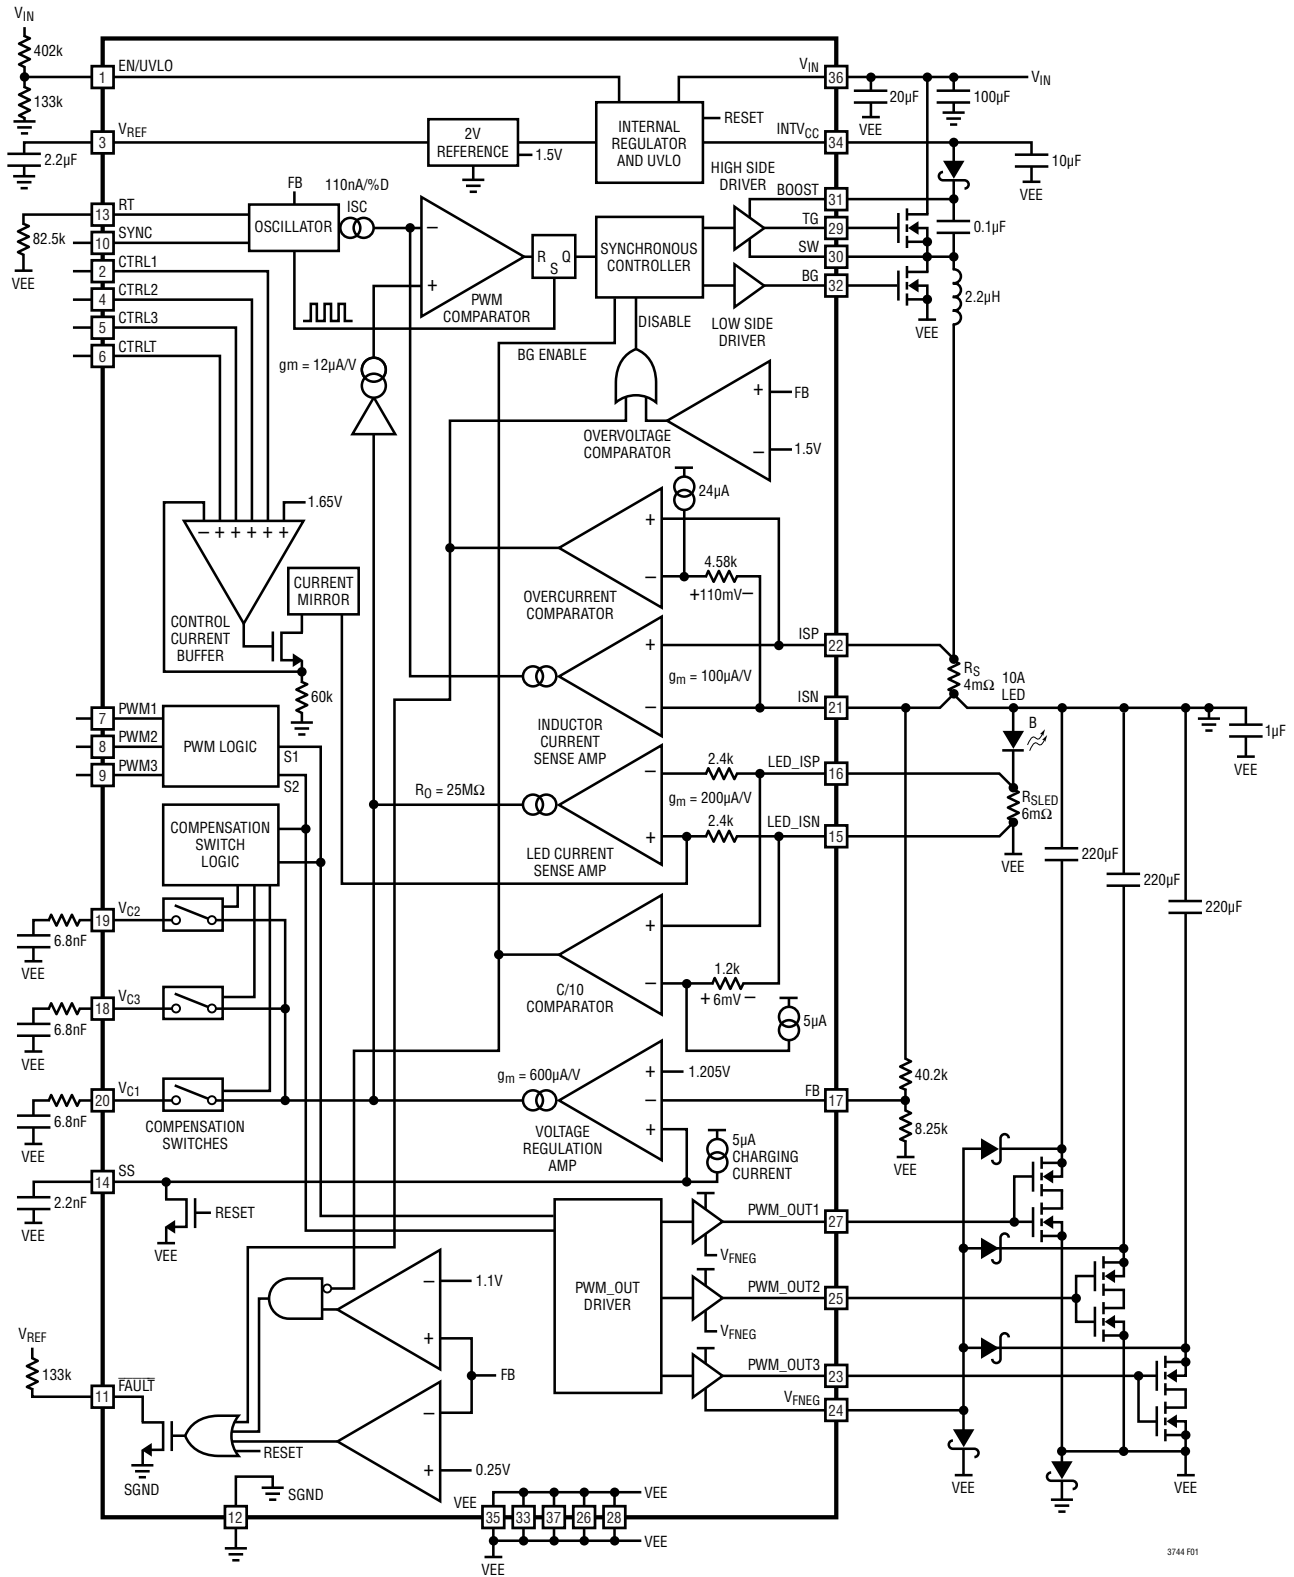 VIN
402k
1
EN/UVLO
VIN
36
VIN
133k
20µF
100µF
VEE
RESET
INTERNAL
REGULATOR
AND UVLO
3
VREF
2V
REFERENCE
1.5V
INTVCC
34
2.2µF
10µF
VEE
HIGH SIDE
DRIVER
BOOST
31
FB
110nA/%D
ISC
13
RT
OSCILLATOR
TG
29
0.1µF
82.5k
10
SYNC
VEE
–
+
PWM
COMPARATOR
R
S
Q
SYNCHRONOUS
CONTROLLER
SW
30
2
CTRL1
BG
32
2.2µH
4
CTRL2
5
CTRL3
6
CTRLT
DISABLE
LOW SIDE
DRIVER
VEE
BG ENABLE
gm = 12µA/V
+
FB
OVERVOLTAGE
COMPARATOR
–
1.5V
24µA
1.65V
– + + + + +
+
–
4.58k
+110mV–
OVERCURRENT
COMPARATOR
CURRENT
MIRROR
CONTROL
CURRENT
BUFFER
60k
+
gm = 100µA/V
–
ISP
22
RS
4mΩ
10A
LED
ISN
21
INDUCTOR
CURRENT
SENSE AMP
7
PWM1
8
PWM2
9
PWM3
PWM LOGIC
S1
S2
B
1µF
VEE
RO = 25MΩ
–
2.4k
LED_ISP
16
gm = 200µA/V
RSLED
6mΩ
+
2.4k
LED_ISN
15
VEE
LED CURRENT
SENSE AMP
COMPENSATION
SWITCH
LOGIC
220µF
220µF
220µF
19
VC2
6.8nF
VEE
+
–
C/10
COMPARATOR
1.2k
+ 6mV –
5µA
18
VC3
6.8nF
VEE
20
VC1
6.8nF
VEE
COMPENSATION
SWITCHES
gm = 600µA/V
+
1.205V
–
+
VOLTAGE
REGULATION
AMP
FB
17
40.2k
8.25k
VEE
5µA
CHARGING
CURRENT
14
SS
2.2nF
VEE
RESET
VEE
PWM_OUT
DRIVER
PWM_OUT1
27
VFNEG
PWM_OUT2
25
VFNEG
PWM_OUT3
23
VFNEG
24
–
1.1V
+
FB
–
+
0.25V
VREF
133k
11
FAULT
RESET
SGND
12
SGND
VEE
35
33
37
26
28
VEE
VEE
VEE
VEE
VEE
3744 F01